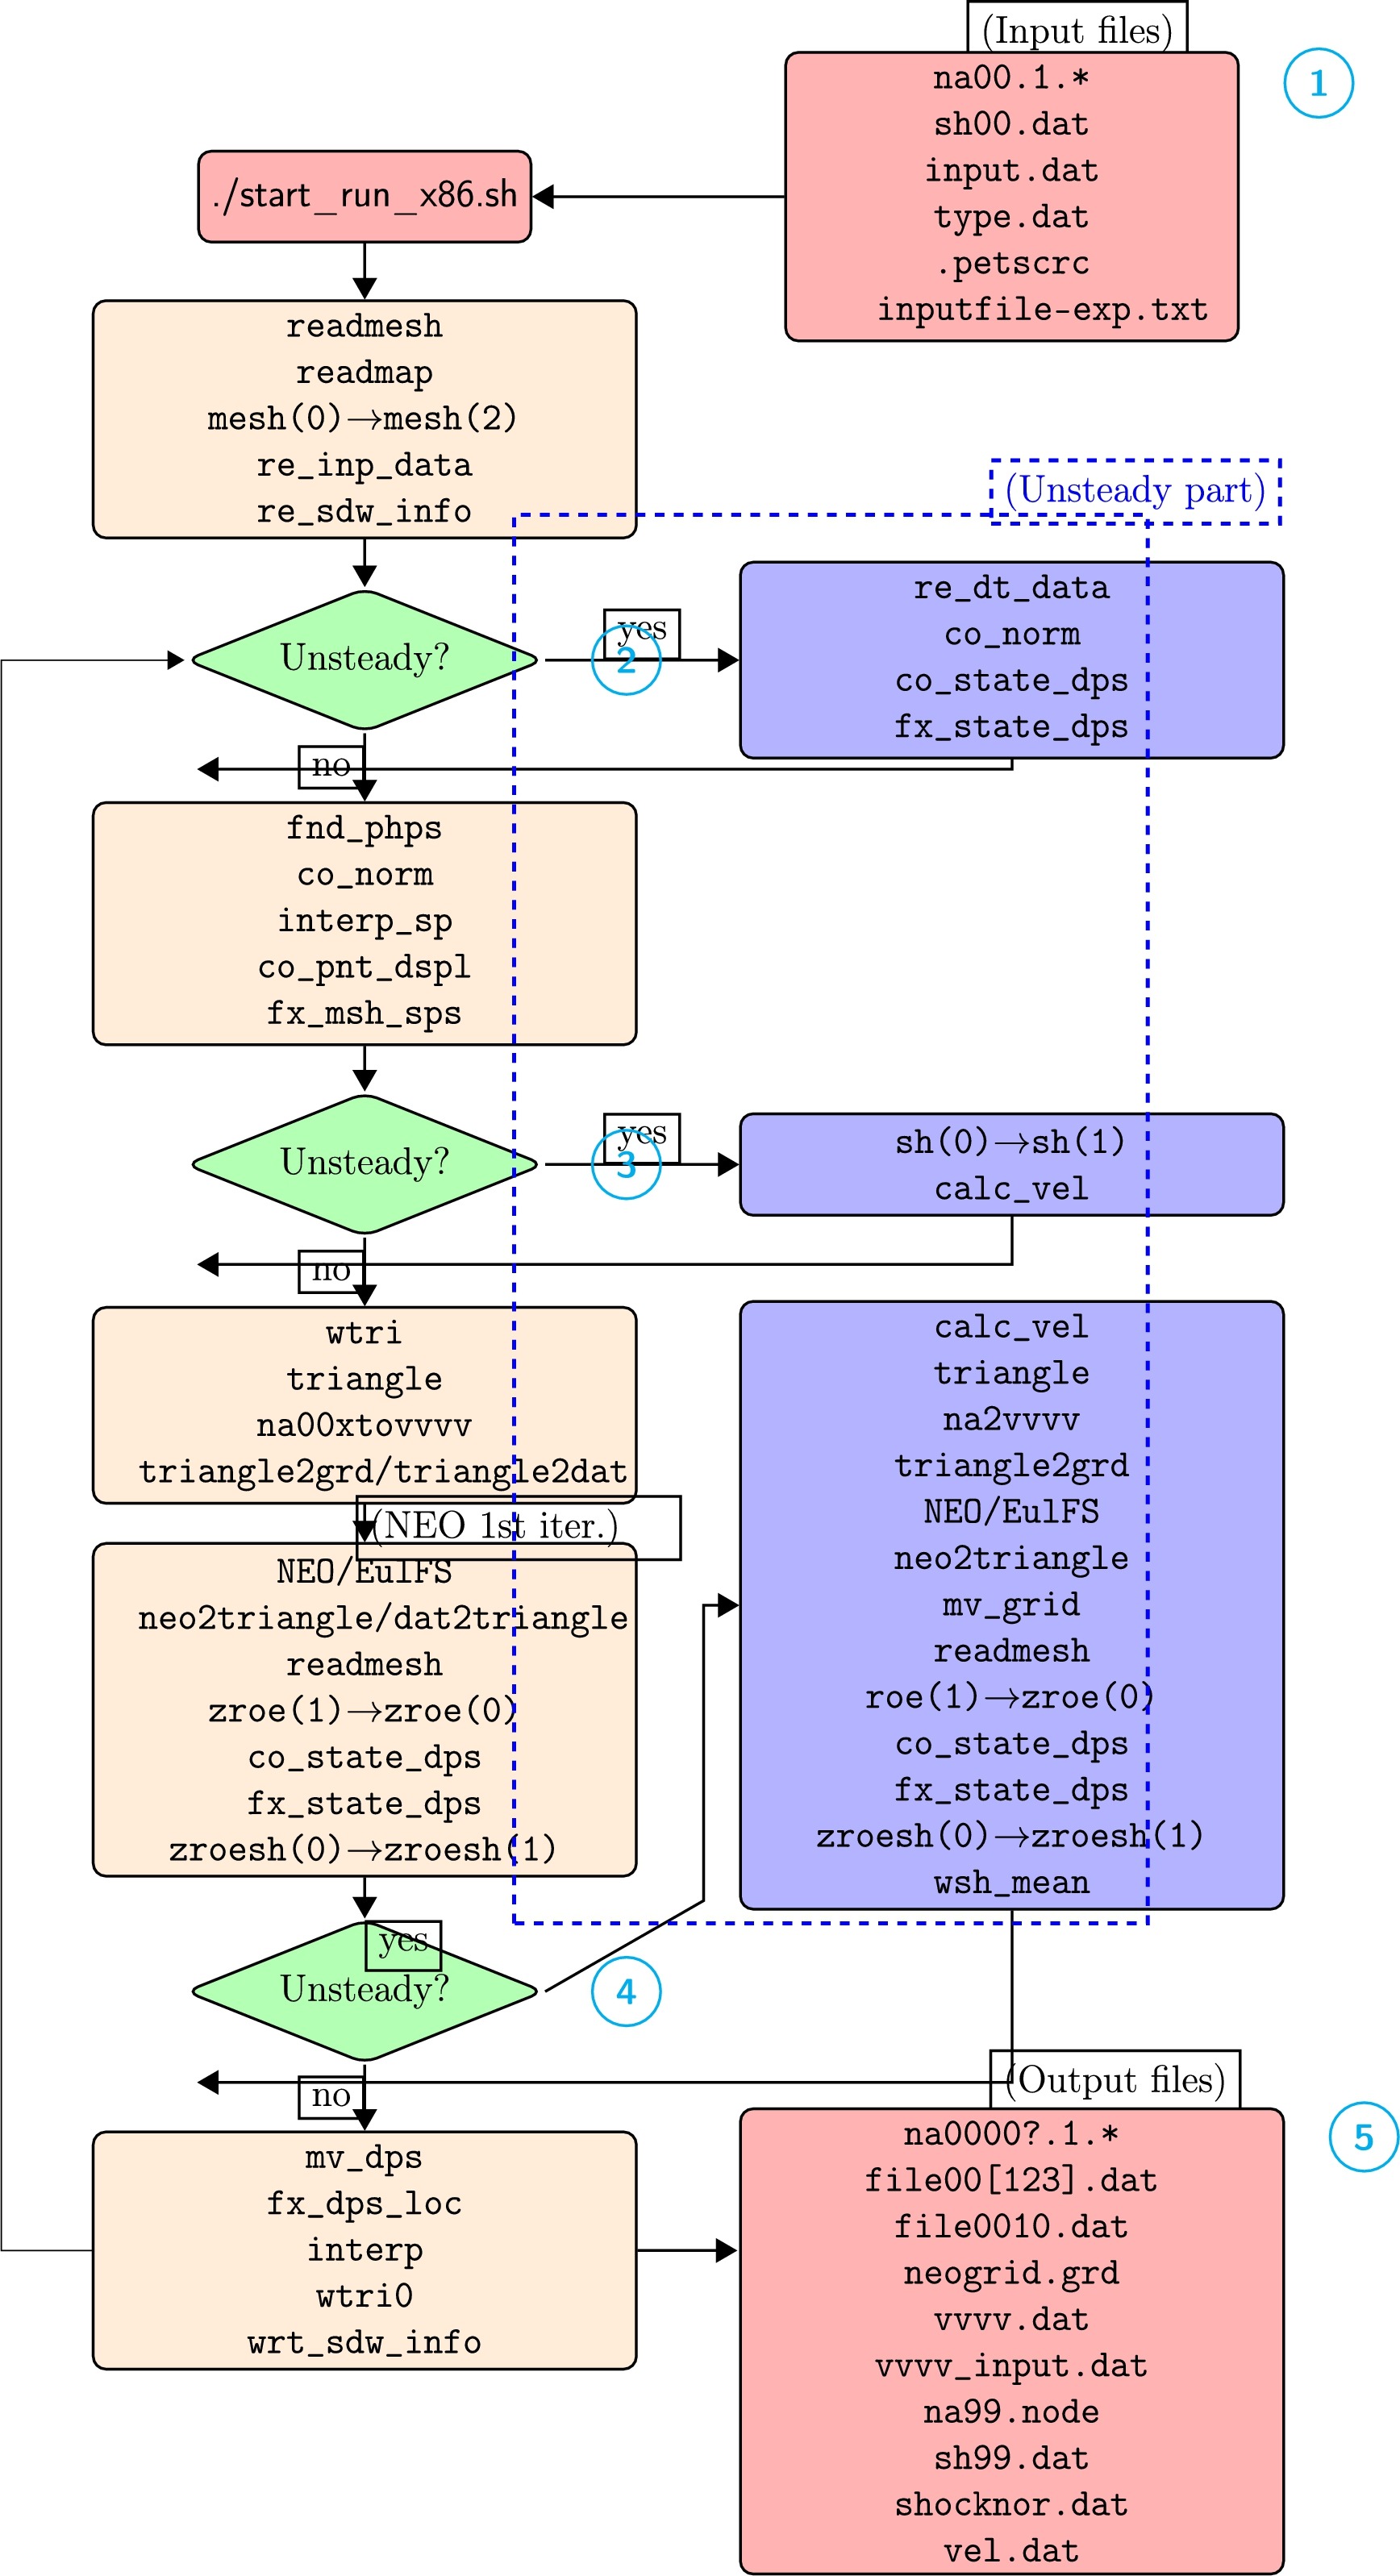 (Input files)
na00.1.*
sh00.dat
input.dat
type.dat
.petscrc
inputfile-exp.txt
1
./start_run_x86.sh
readmesh
readmap
mesh(0)→mesh(2)
re_inp_data
re_sdw_info
(Unsteady part)
Unsteady?
yes
2
re_dt_data
co_norm
co_state_dps
fx_state_dps
no
fnd_phps
co_norm
interp_sp
co_pnt_dspl
fx_msh_sps
Unsteady?
yes
3
sh(0)→sh(1)
calc_vel
no
wtri
triangle
na00xtovvvv
triangle2grd/triangle2dat
(NEO 1st iter.)
NEO/EulFS
neo2triangle/dat2triangle
readmesh
zroe(1)→zroe(0)
co_state_dps
fx_state_dps
zroesh(0)→zroesh(1)
calc_vel
triangle
na2vvvv
triangle2grd
NEO/EulFS
neo2triangle
mv_grid
readmesh
roe(1)→zroe(0)
co_state_dps
fx_state_dps
zroesh(0)→zroesh(1)
wsh_mean
yes
Unsteady?
4
no
mv_dps
fx_dps_loc
interp
wtri0
wrt_sdw_info
(Output files)
na0000?.1.*
file00[123].dat
file0010.dat
neogrid.grd
vvvv.dat
vvvv_input.dat
na99.node
sh99.dat
shocknor.dat
vel.dat
5